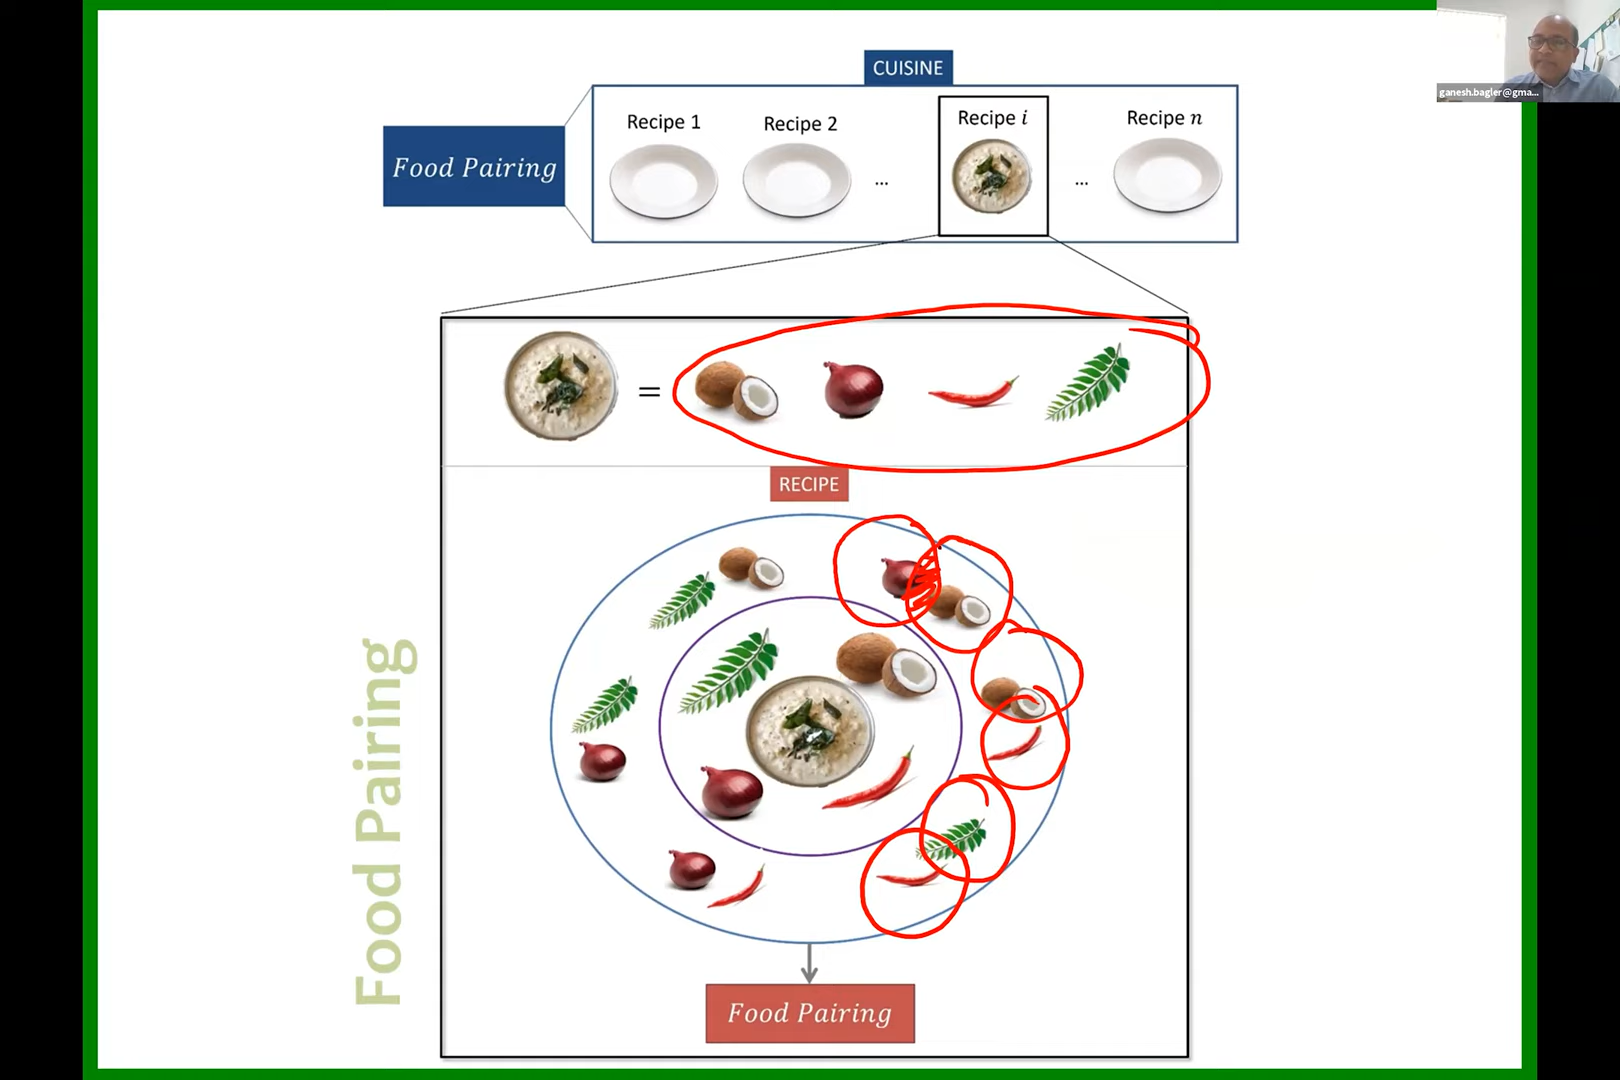 CUISINE
Recipe 1
Recipe 2
Recipe i
Recipe n
Food Pairing
...
...
=
RECIPE
Food Pairing
Food Pairing
ganesh.bagler@gma...